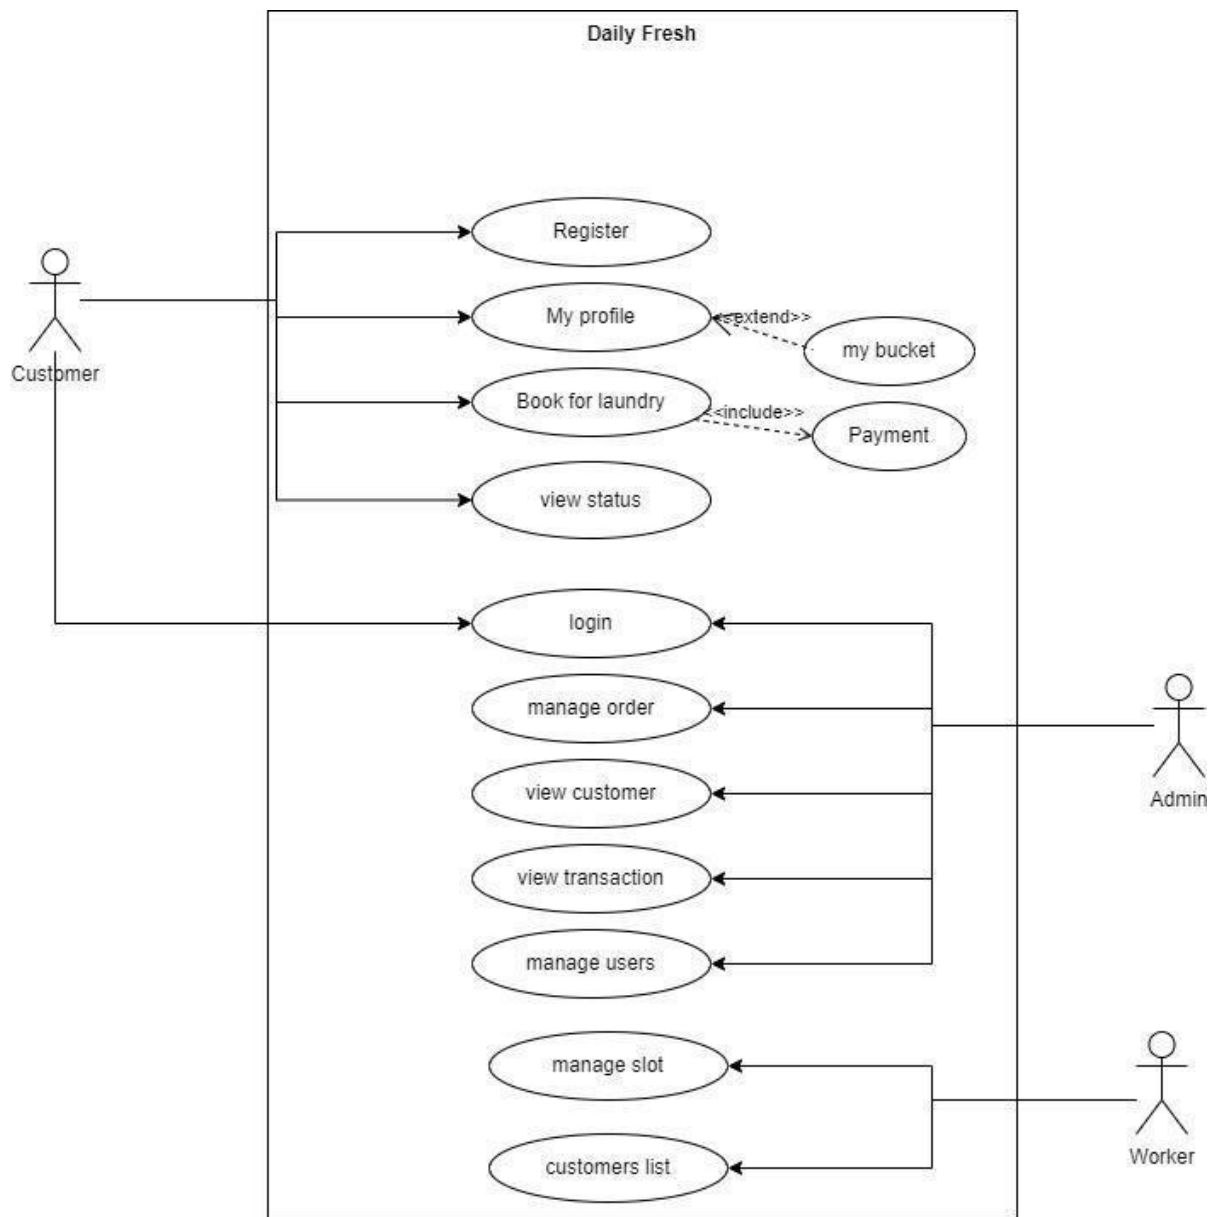 Daily Fresh
Register
My profile
<<extend>>
my bucket
Customer
Book for laundry
<<include>>
Payment
view status
login
manage order
view customer
Admin
view transaction
manage users
manage slot
Worker
customers list